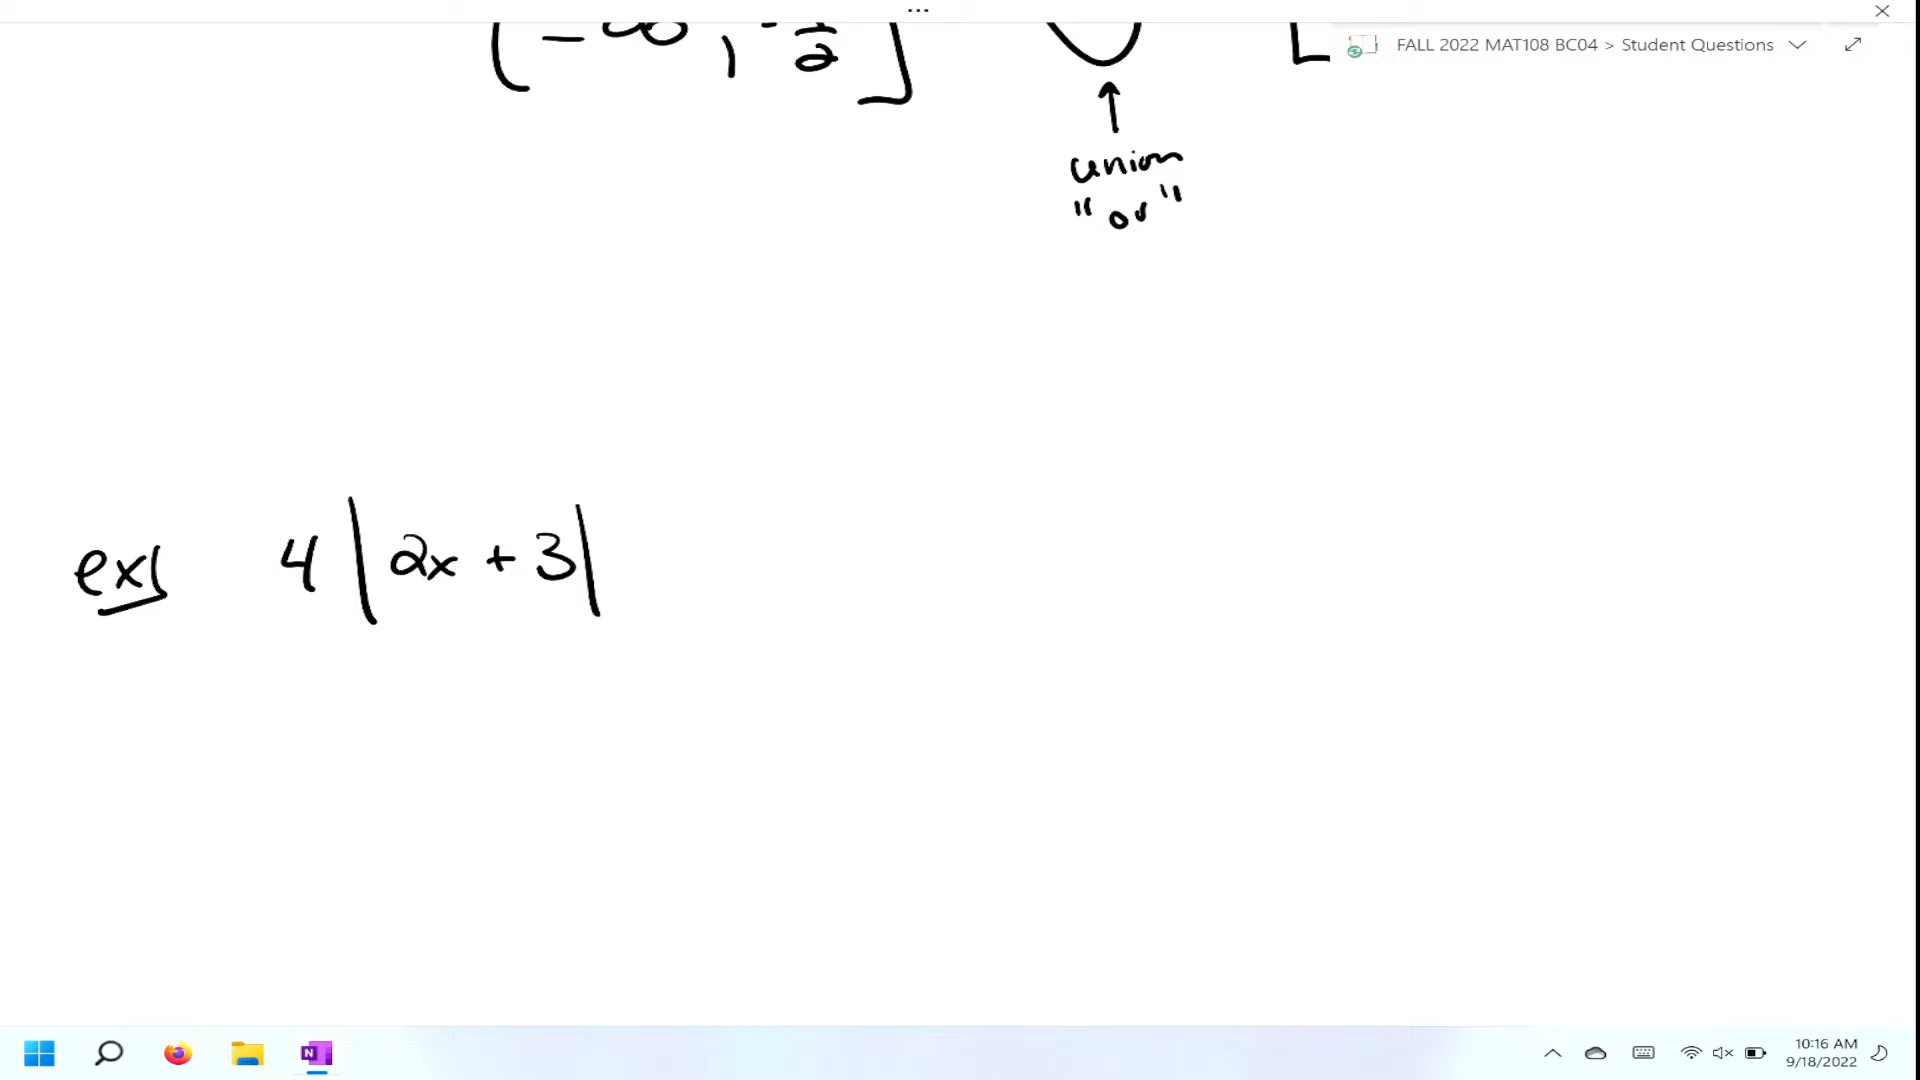 ...
FALL 2022 MAT108 BC04 > Student Questions
(-∞, -1/2] ∪ [
union
"or"
ex 4|2x + 3|
10:16 AM
9/18/2022